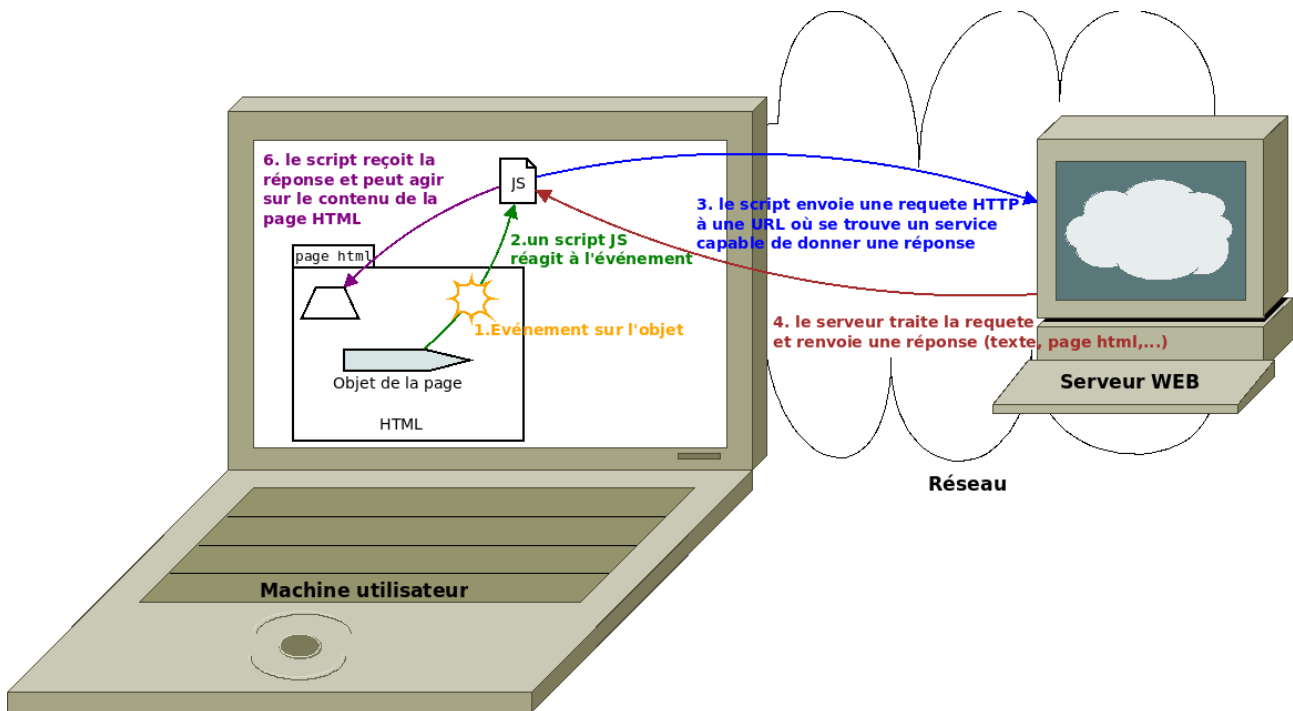 6. le script reçoit la
réponse et peut agir
sur le contenu de la
page HTML
JS
3. le script envoie une requete HTTP
à une URL où se trouve un service
capable de donner une réponse
2.un script JS
réagit à l'événement
page html
1.Evénement sur l'objet
4. le serveur traite la requete
et renvoie une réponse (texte, page html,...)
Objet de la page
HTML
Serveur WEB
Réseau
Machine utilisateur